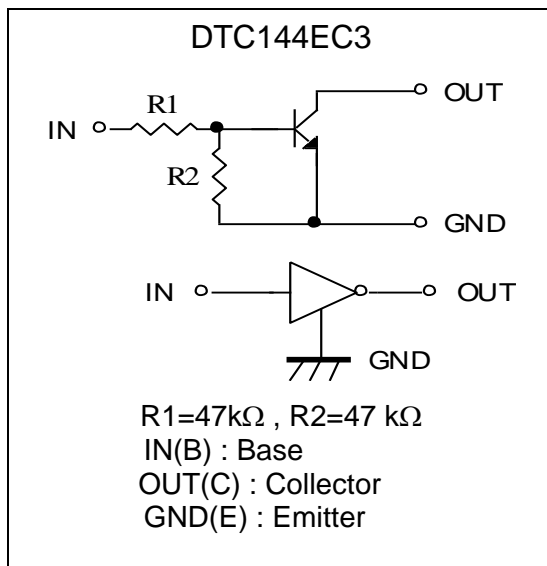 DTC144EC3
OUT
R1
IN
R2
GND
IN
OUT
GND
R1=47kΩ , R2=47 kΩ
IN(B) : Base
OUT(C) : Collector
GND(E) : Emitter